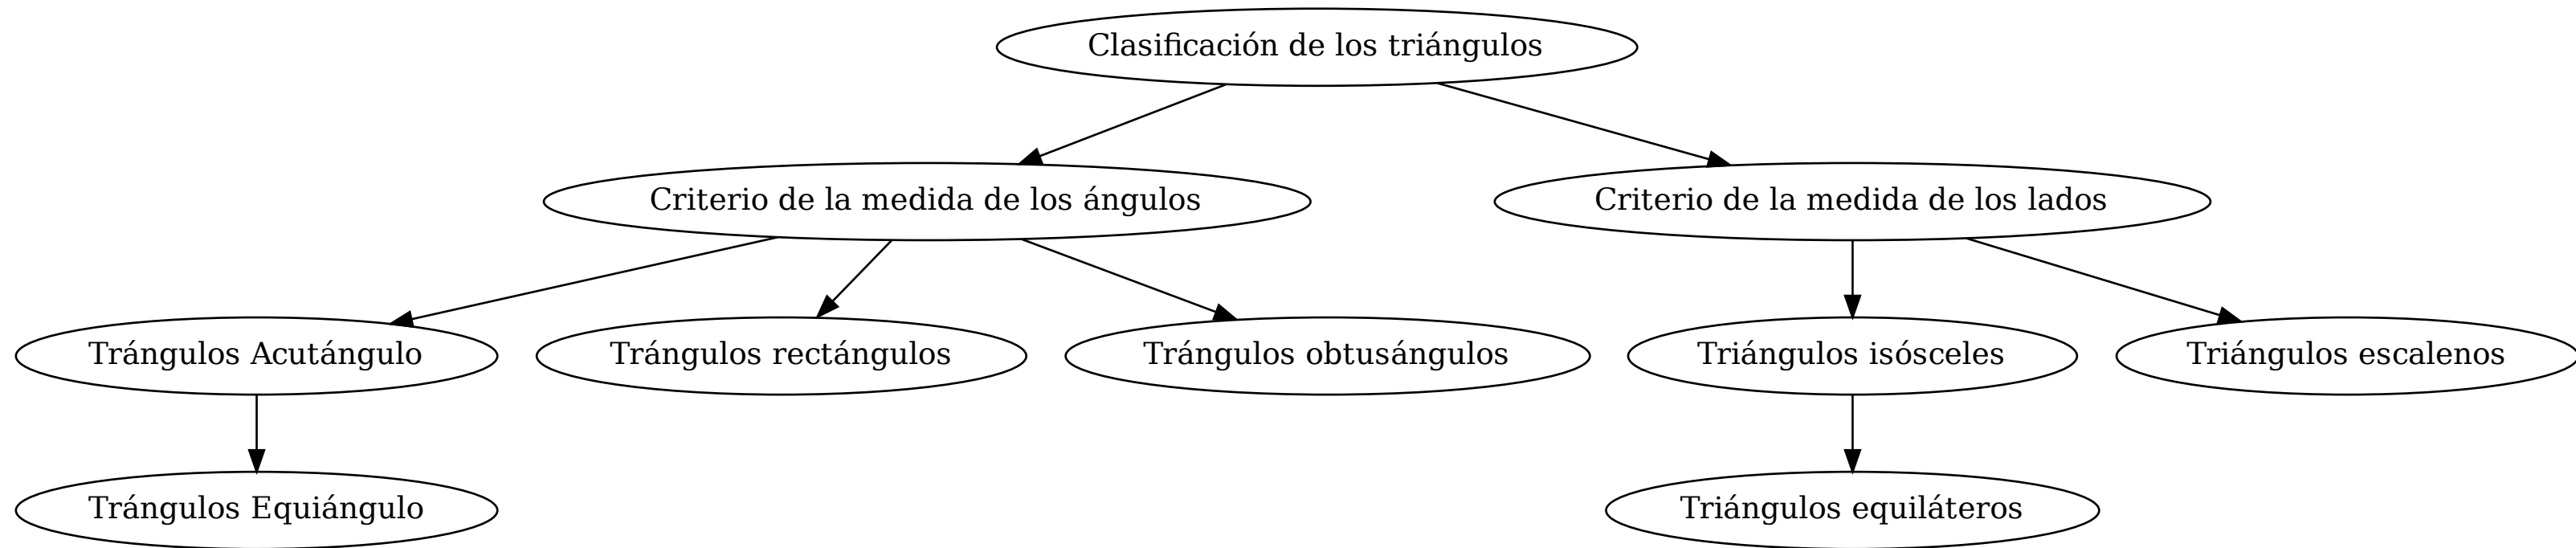 Clasificación de los triángulos
Criterio de la medida de los ángulos
Criterio de la medida de los lados
Trángulos Acutángulo
Trángulos rectángulos
Trángulos obtusángulos
Triángulos isósceles
Triángulos escalenos
Trángulos Equiángulo
Triángulos equiláteros